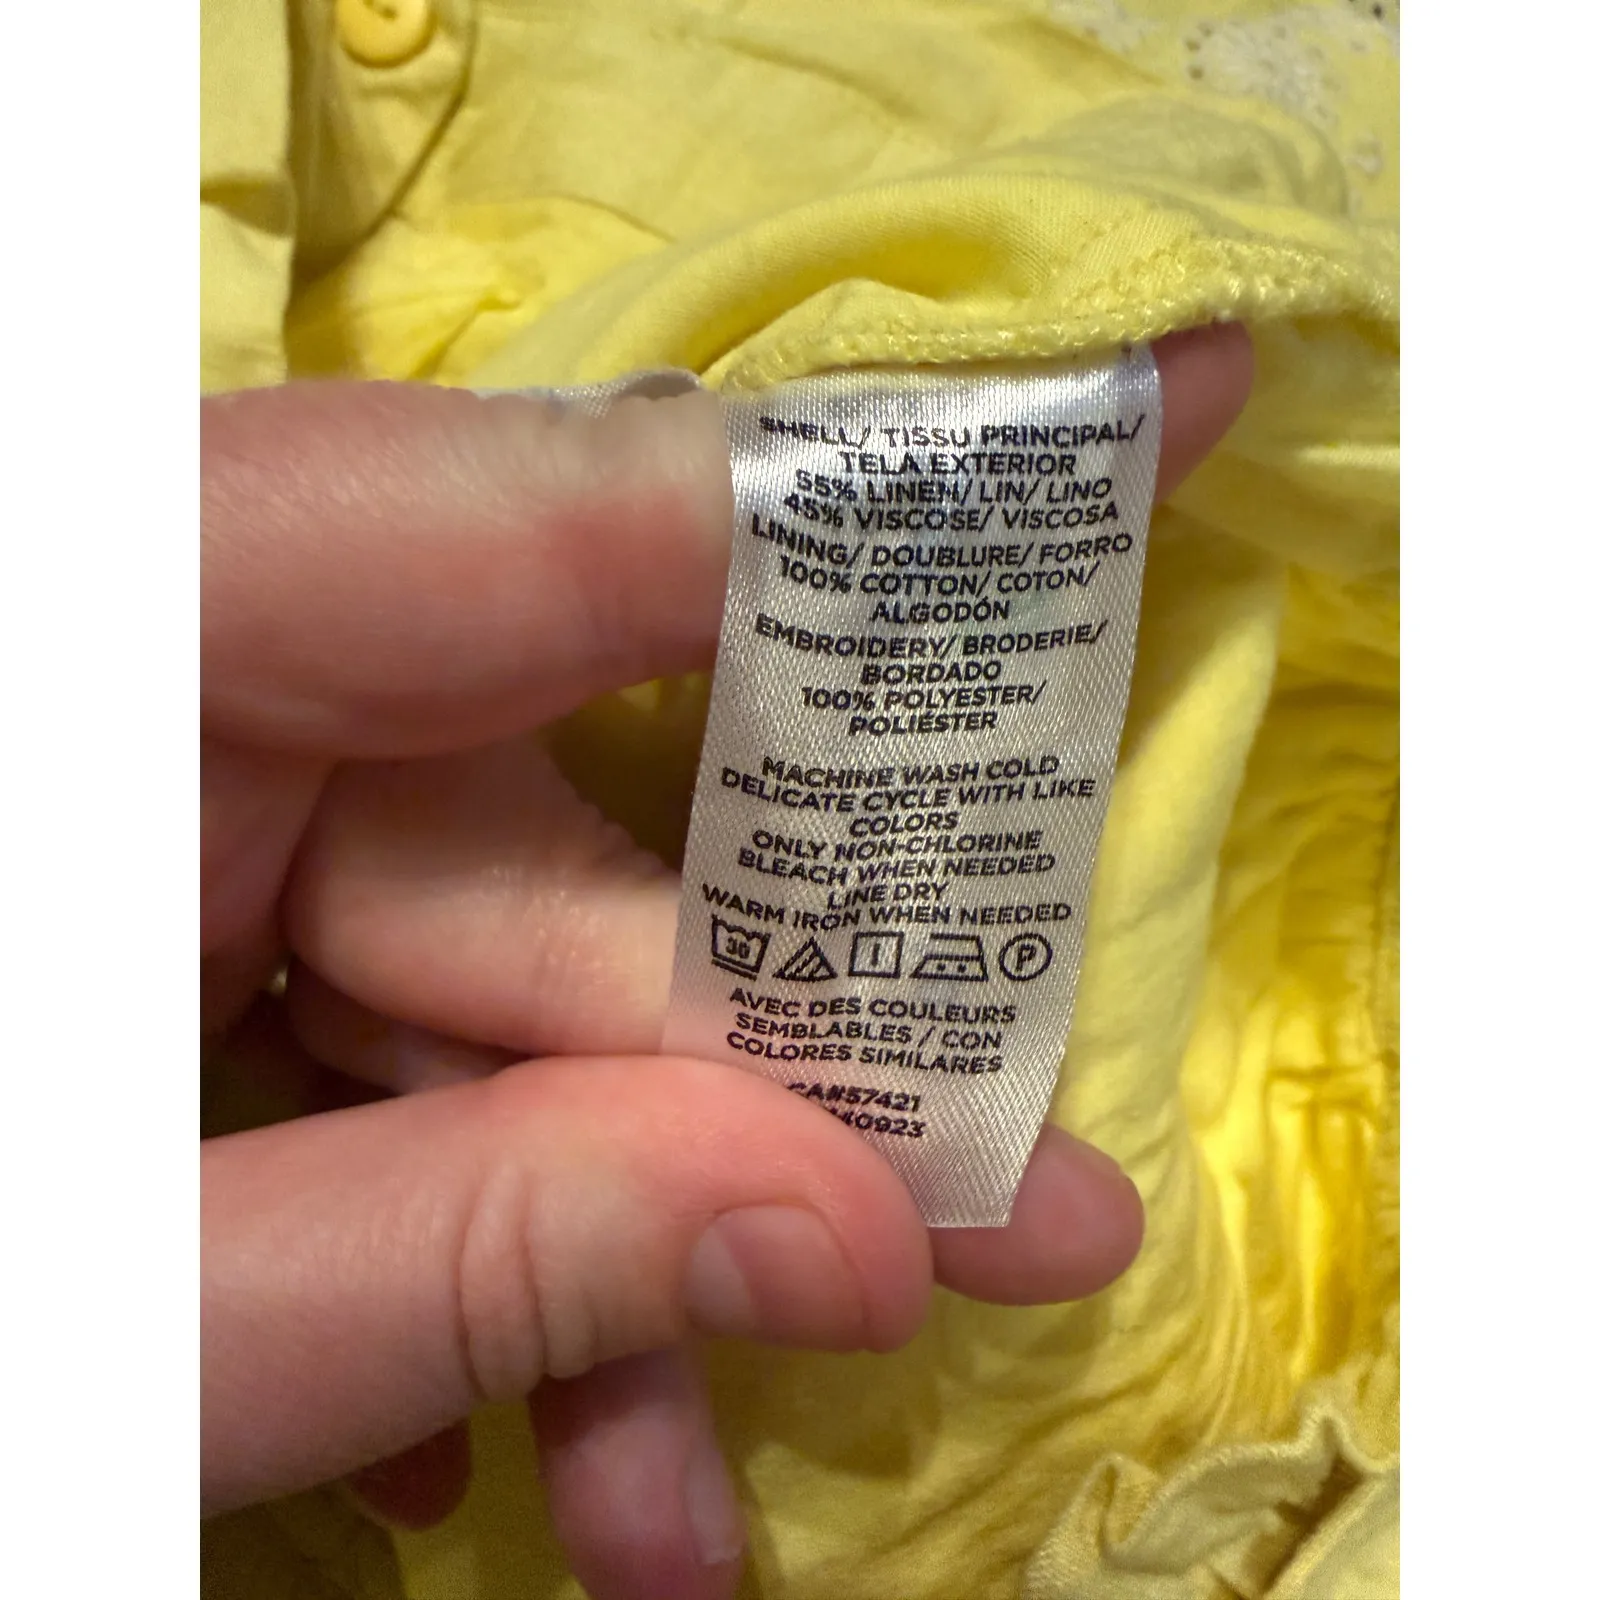 SHELL/ TISSU PRINCIPAL/
TELA EXTERIOR
55% LINEN/ LIN/ LINO
45% VISCOSE/ VISCOSA
LINING/ DOUBLURE/ FORRO
100% COTTON/ COTON/
ALGODÓN
EMBROIDERY/ BRODERIE/
BORDADO
100% POLYESTER/
POLIÉSTER
MACHINE WASH COLD
DELICATE CYCLE WITH LIKE
COLORS
ONLY NON-CHLORINE
BLEACH WHEN NEEDED
LINE DRY
WARM IRON WHEN NEEDED
30 P
AVEC DES COULEURS
SEMBLABLES / CON
COLORES SIMILARES
CA#57421
40923